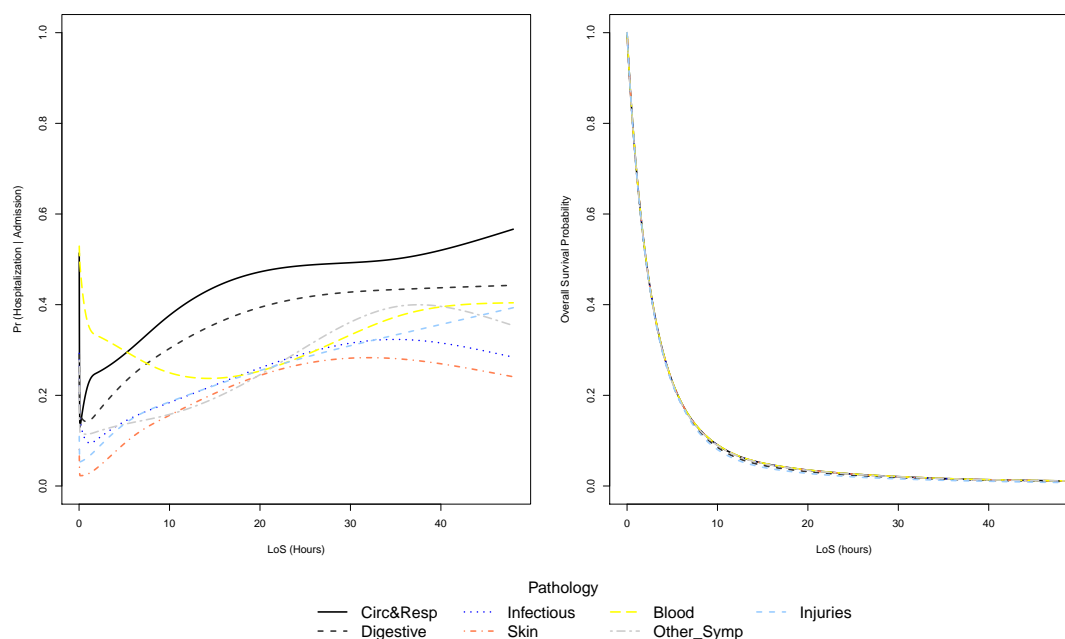 1.0
0.8
0.6
0.4
0.2
0.0
Pr (Hospitalization | Admission)
0 10 20 30 40
LoS (Hours)
1.0
0.8
0.6
0.4
0.2
0.0
Overall Survival Probability
0 10 20 30 40
LoS (hours)
Pathology
Circ&Resp Infectious Blood Injuries
Digestive Skin Other_Symp